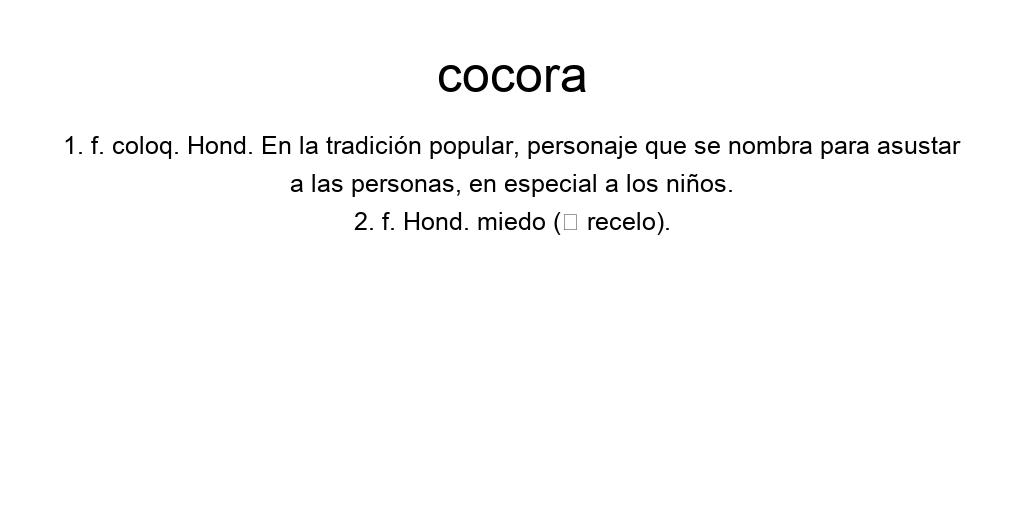 cocora
1. f. coloq. Hond. En la tradición popular, personaje que se nombra para asustar
a las personas, en especial a los niños.
2. f. Hond. miedo (□ recelo).